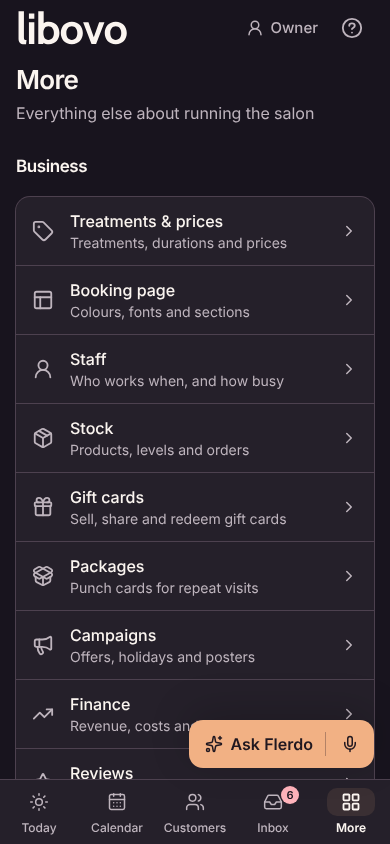 libovo
Owner
More
Everything else about running the salon
Business
Treatments & prices
Treatments, durations and prices
Booking page
Colours, fonts and sections
Staff
Who works when, and how busy
Stock
Products, levels and orders
Gift cards
Sell, share and redeem gift cards
Packages
Punch cards for repeat visits
Campaigns
Offers, holidays and posters
Finance
Revenue, costs
Ask Flerdo
Reviews
6
Today
Calendar
Customers
Inbox
More